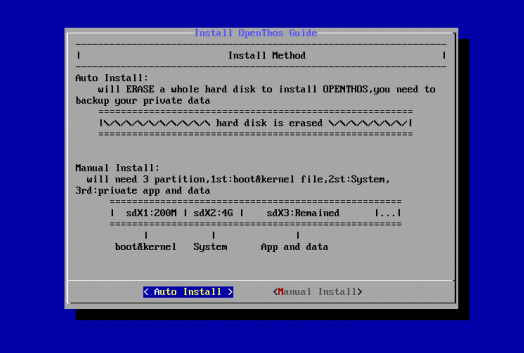 Install OpenThos Guide
Install Method
Auto Install:
will ERASE a whole hard disk to install OPENTHOS,you need to
backup your private data
==================================================
|\/\/\/\/\/\/\/\/\/\/\ hard disk is erased \/\/\/\/\/\/\/\/|
==================================================
Manual Install:
will need 3 partition,1st:boot&kernel file,2st:System,
3rd:private app and data
==================================================
| sdX1:200M | sdX2:4G | sdX3:Remained |...|
==================================================
| | |
boot&kernel System App and data
< Auto Install > <Manual Install>